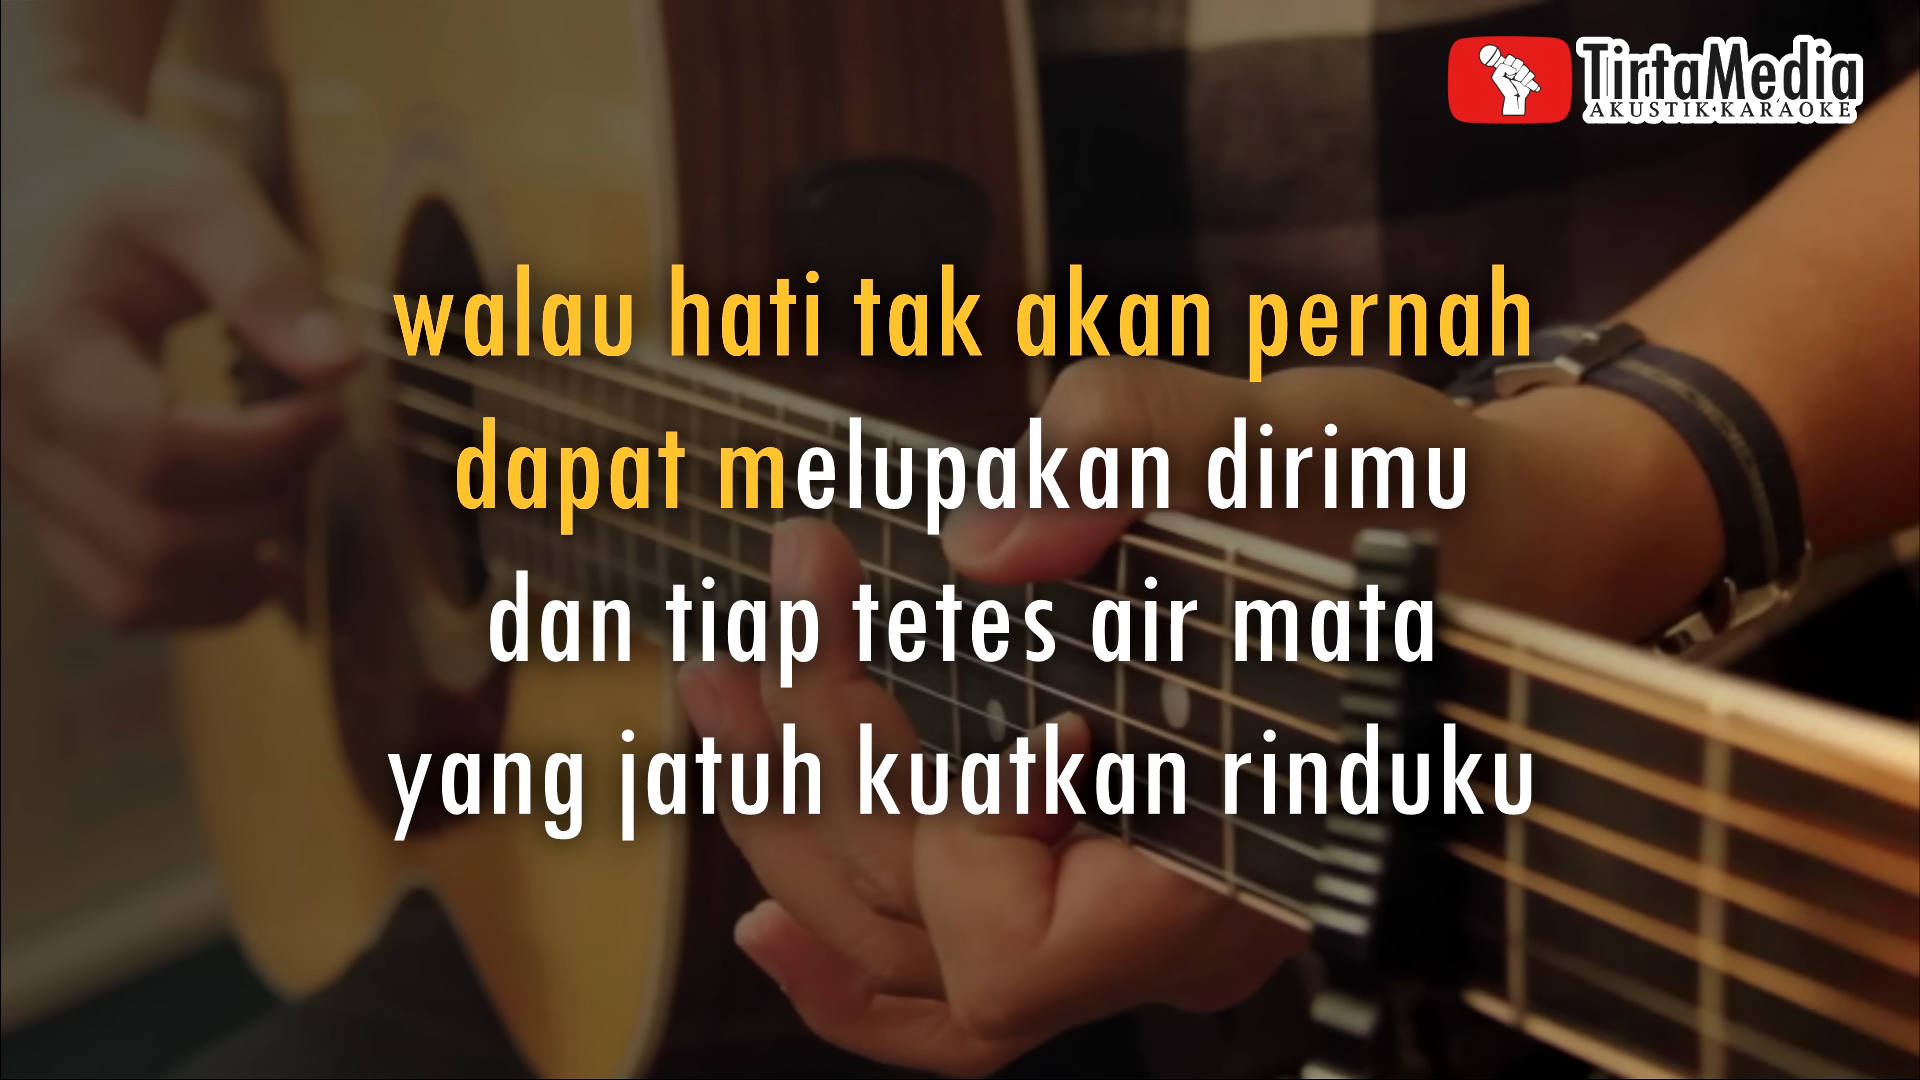 TirtaMedia
AKUSTIK KARAOKE
walau hati tak akan pernah
dapat melupakan dirimu
dan tiap tetes air mata
yang jatuh kuatkan rinduku